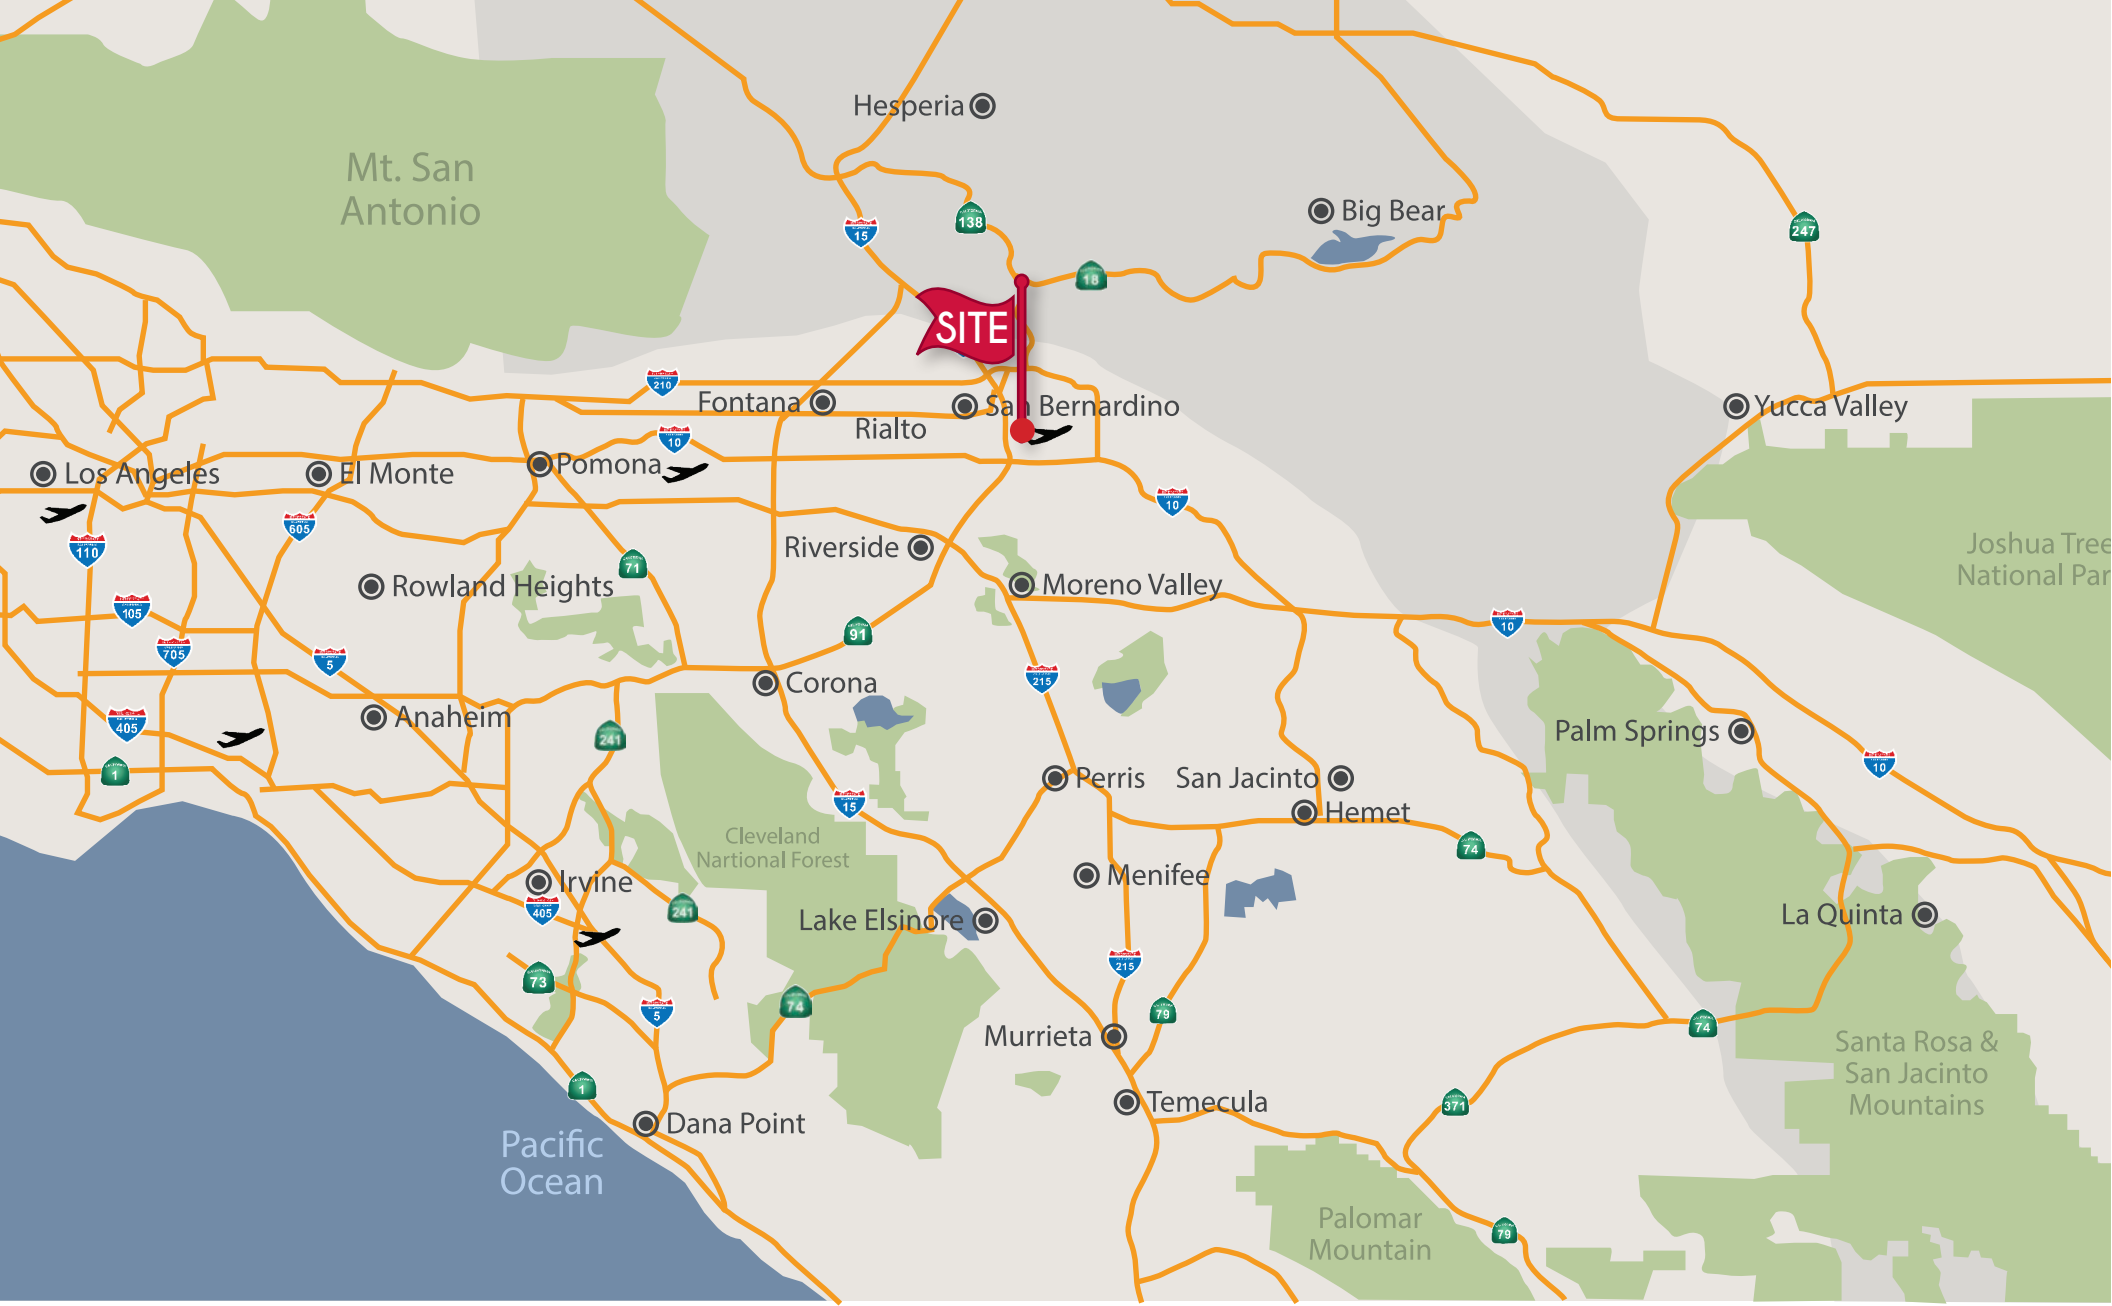 Hesperia
Mt. San
Antonio
Big Bear
138
15
247
18
SITE
210
Fontana
San Bernardino
Yucca Valley
Rialto
10
Los Angeles
El Monte
Pomona
10
605
110
Riverside
Joshua Tree
National Par
71
Rowland Heights
Moreno Valley
105
91
10
705
5
215
Corona
405
Anaheim
241
Palm Springs
1
10
Perris
San Jacinto
15
Hemet
Cleveland
Nartional Forest
74
Irvine
Menifee
405
241
Lake Elsinore
La Quinta
215
73
74
79
5
74
Murrieta
Santa Rosa &
San Jacinto
Mountains
1
Temecula
371
Dana Point
Pacific
Ocean
Palomar
Mountain
79